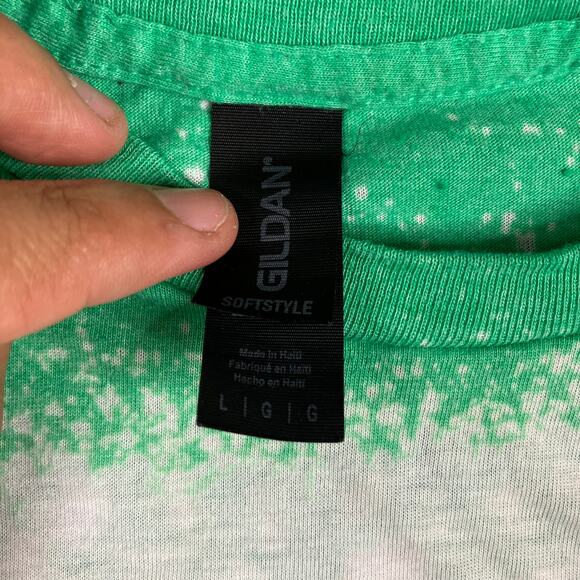 GILDAN®
SOFTSTYLE
Made in Haiti
Fabriqué en Haïti
Hecho en Haití
L | G | G